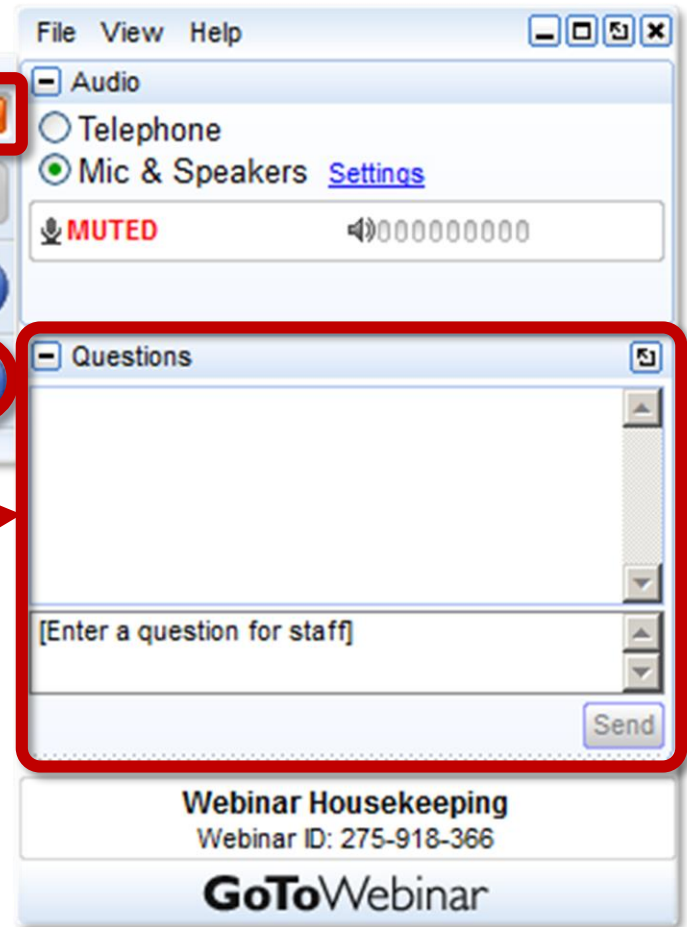 File View Help
Audio
Telephone
Mic & Speakers Settings
MUTED
Questions
[Enter a question for staff]
Send
Webinar Housekeeping
Webinar ID: 275-918-366
GoToWebinar